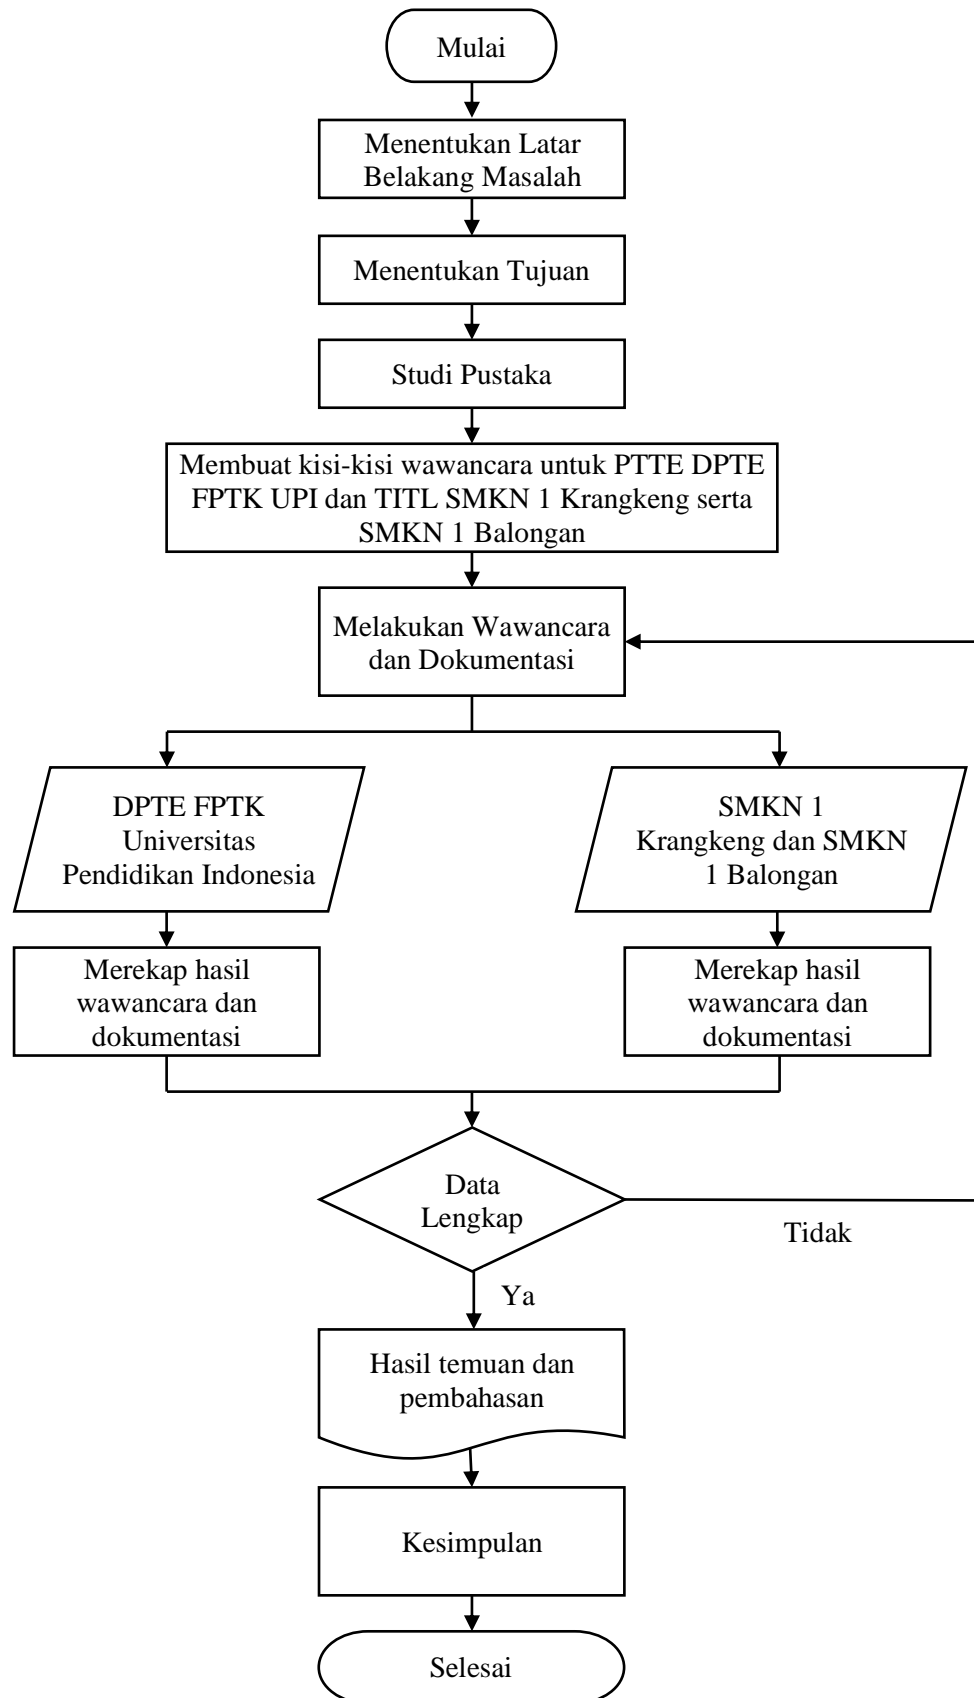 Mulai
Menentukan Latar
Belakang Masalah
Menentukan Tujuan
Studi Pustaka
Membuat kisi-kisi wawancara untuk PTTE DPTE
FPTK UPI dan TITL SMKN 1 Krangkeng serta
SMKN 1 Balongan
Melakukan Wawancara
dan Dokumentasi
DPTE FPTK
Universitas
Pendidikan Indonesia
SMKN 1
Krangkeng dan SMKN
1 Balongan
Merekap hasil
wawancara dan
dokumentasi
Merekap hasil
wawancara dan
dokumentasi
Data
Lengkap
Tidak
Ya
Hasil temuan dan
pembahasan
Kesimpulan
Selesai